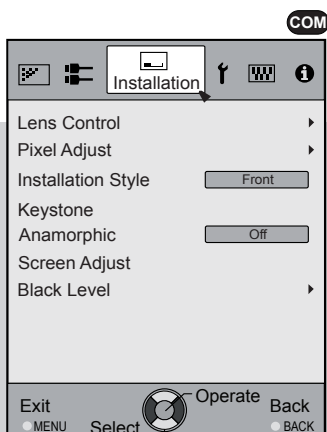 COM
Installation
Lens Control
Pixel Adjust
Installation Style Front
Keystone
Anamorphic Off
Screen Adjust
Black Level
Exit Operate Back
MENU Select BACK